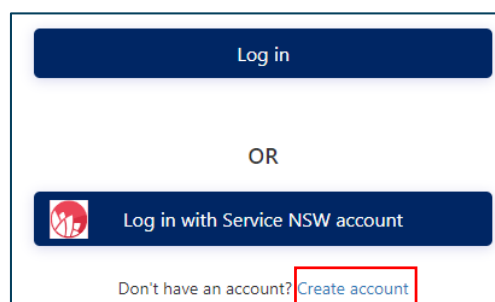 Log in
OR
Log in with Service NSW account
Don't have an account? Create account